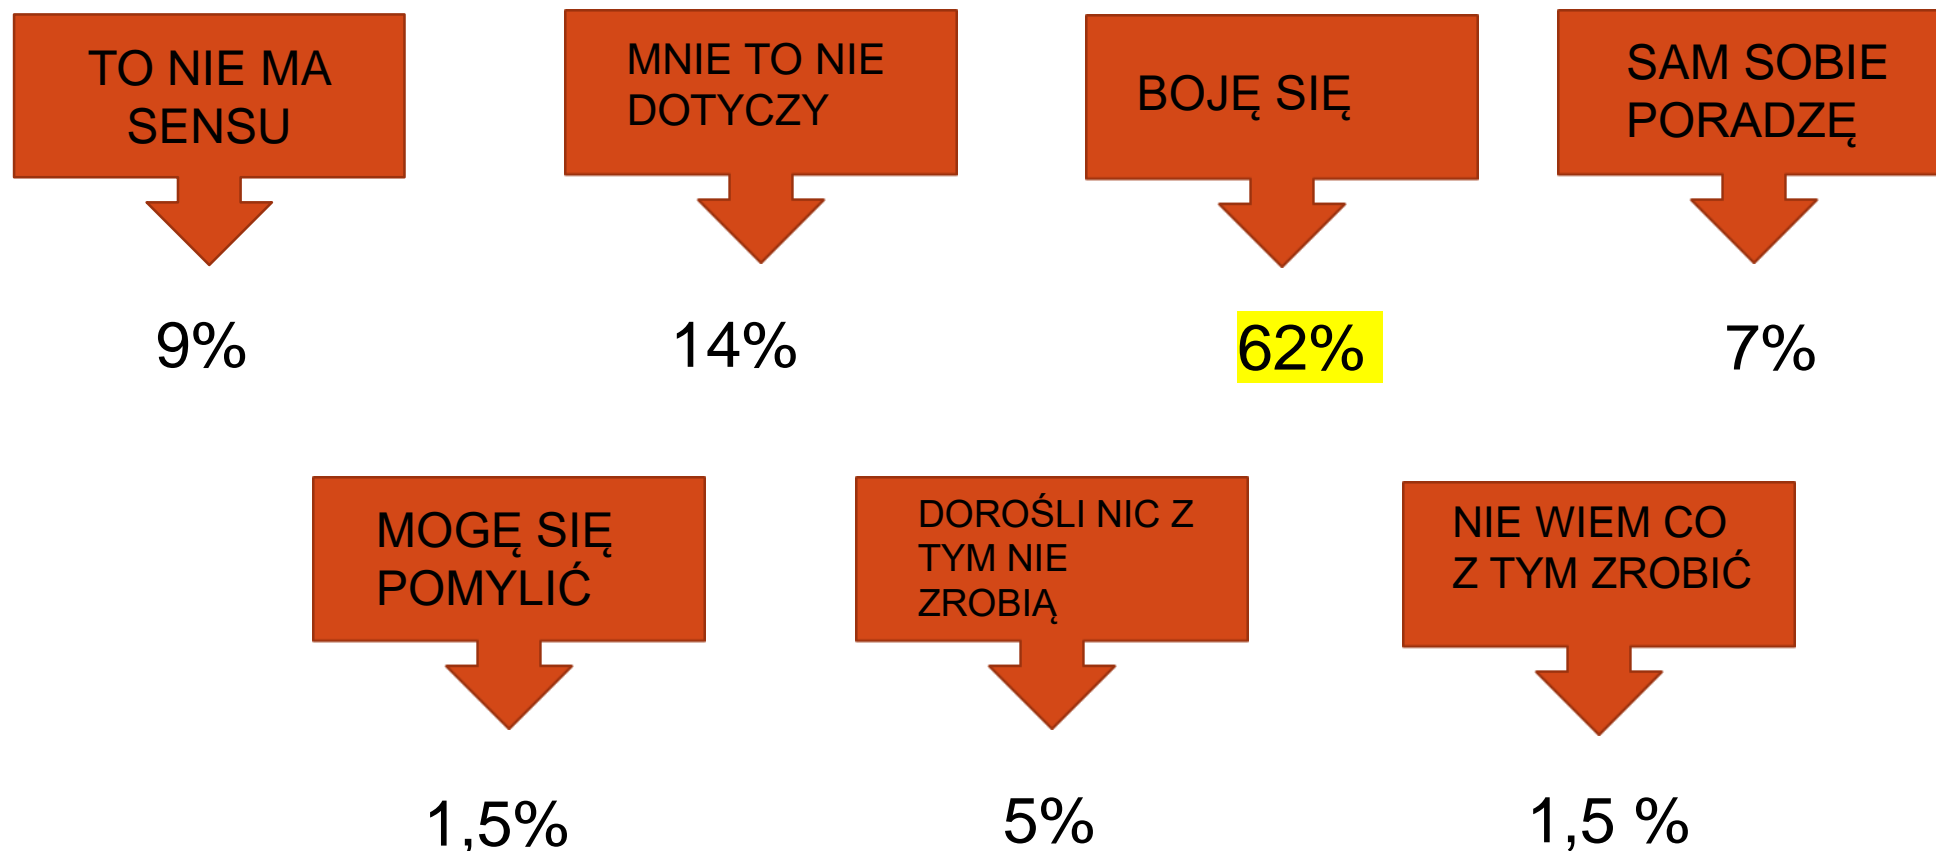 TO NIE MA
SENSU
MNIE TO NIE
DOTYCZY
BOJĘ SIĘ
SAM SOBIE
PORADZĘ
9%
14%
62%
7%
MOGĘ SIĘ
POMYLIĆ
DOROŚLI NIC Z
TYM NIE
ZROBIĄ
NIE WIEM CO
Z TYM ZROBIĆ
1,5%
5%
1,5 %